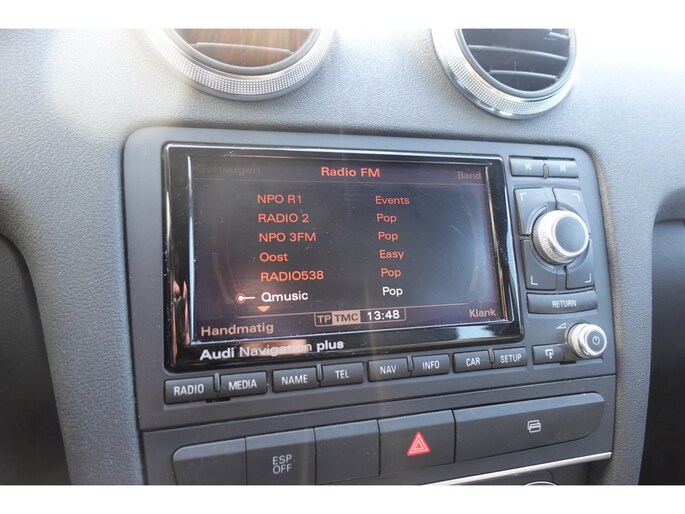 Geheugen Radio FM Band
NPO R1 Events
RADIO 2 Pop
NPO 3FM Pop
Oost Easy
RADIO538 Pop
Qmusic Pop
Handmatig TP TMC 13:48 Klank
Audi Navigation plus
RETURN
RADIO MEDIA NAME TEL NAV INFO CAR SETUP
ESP
OFF